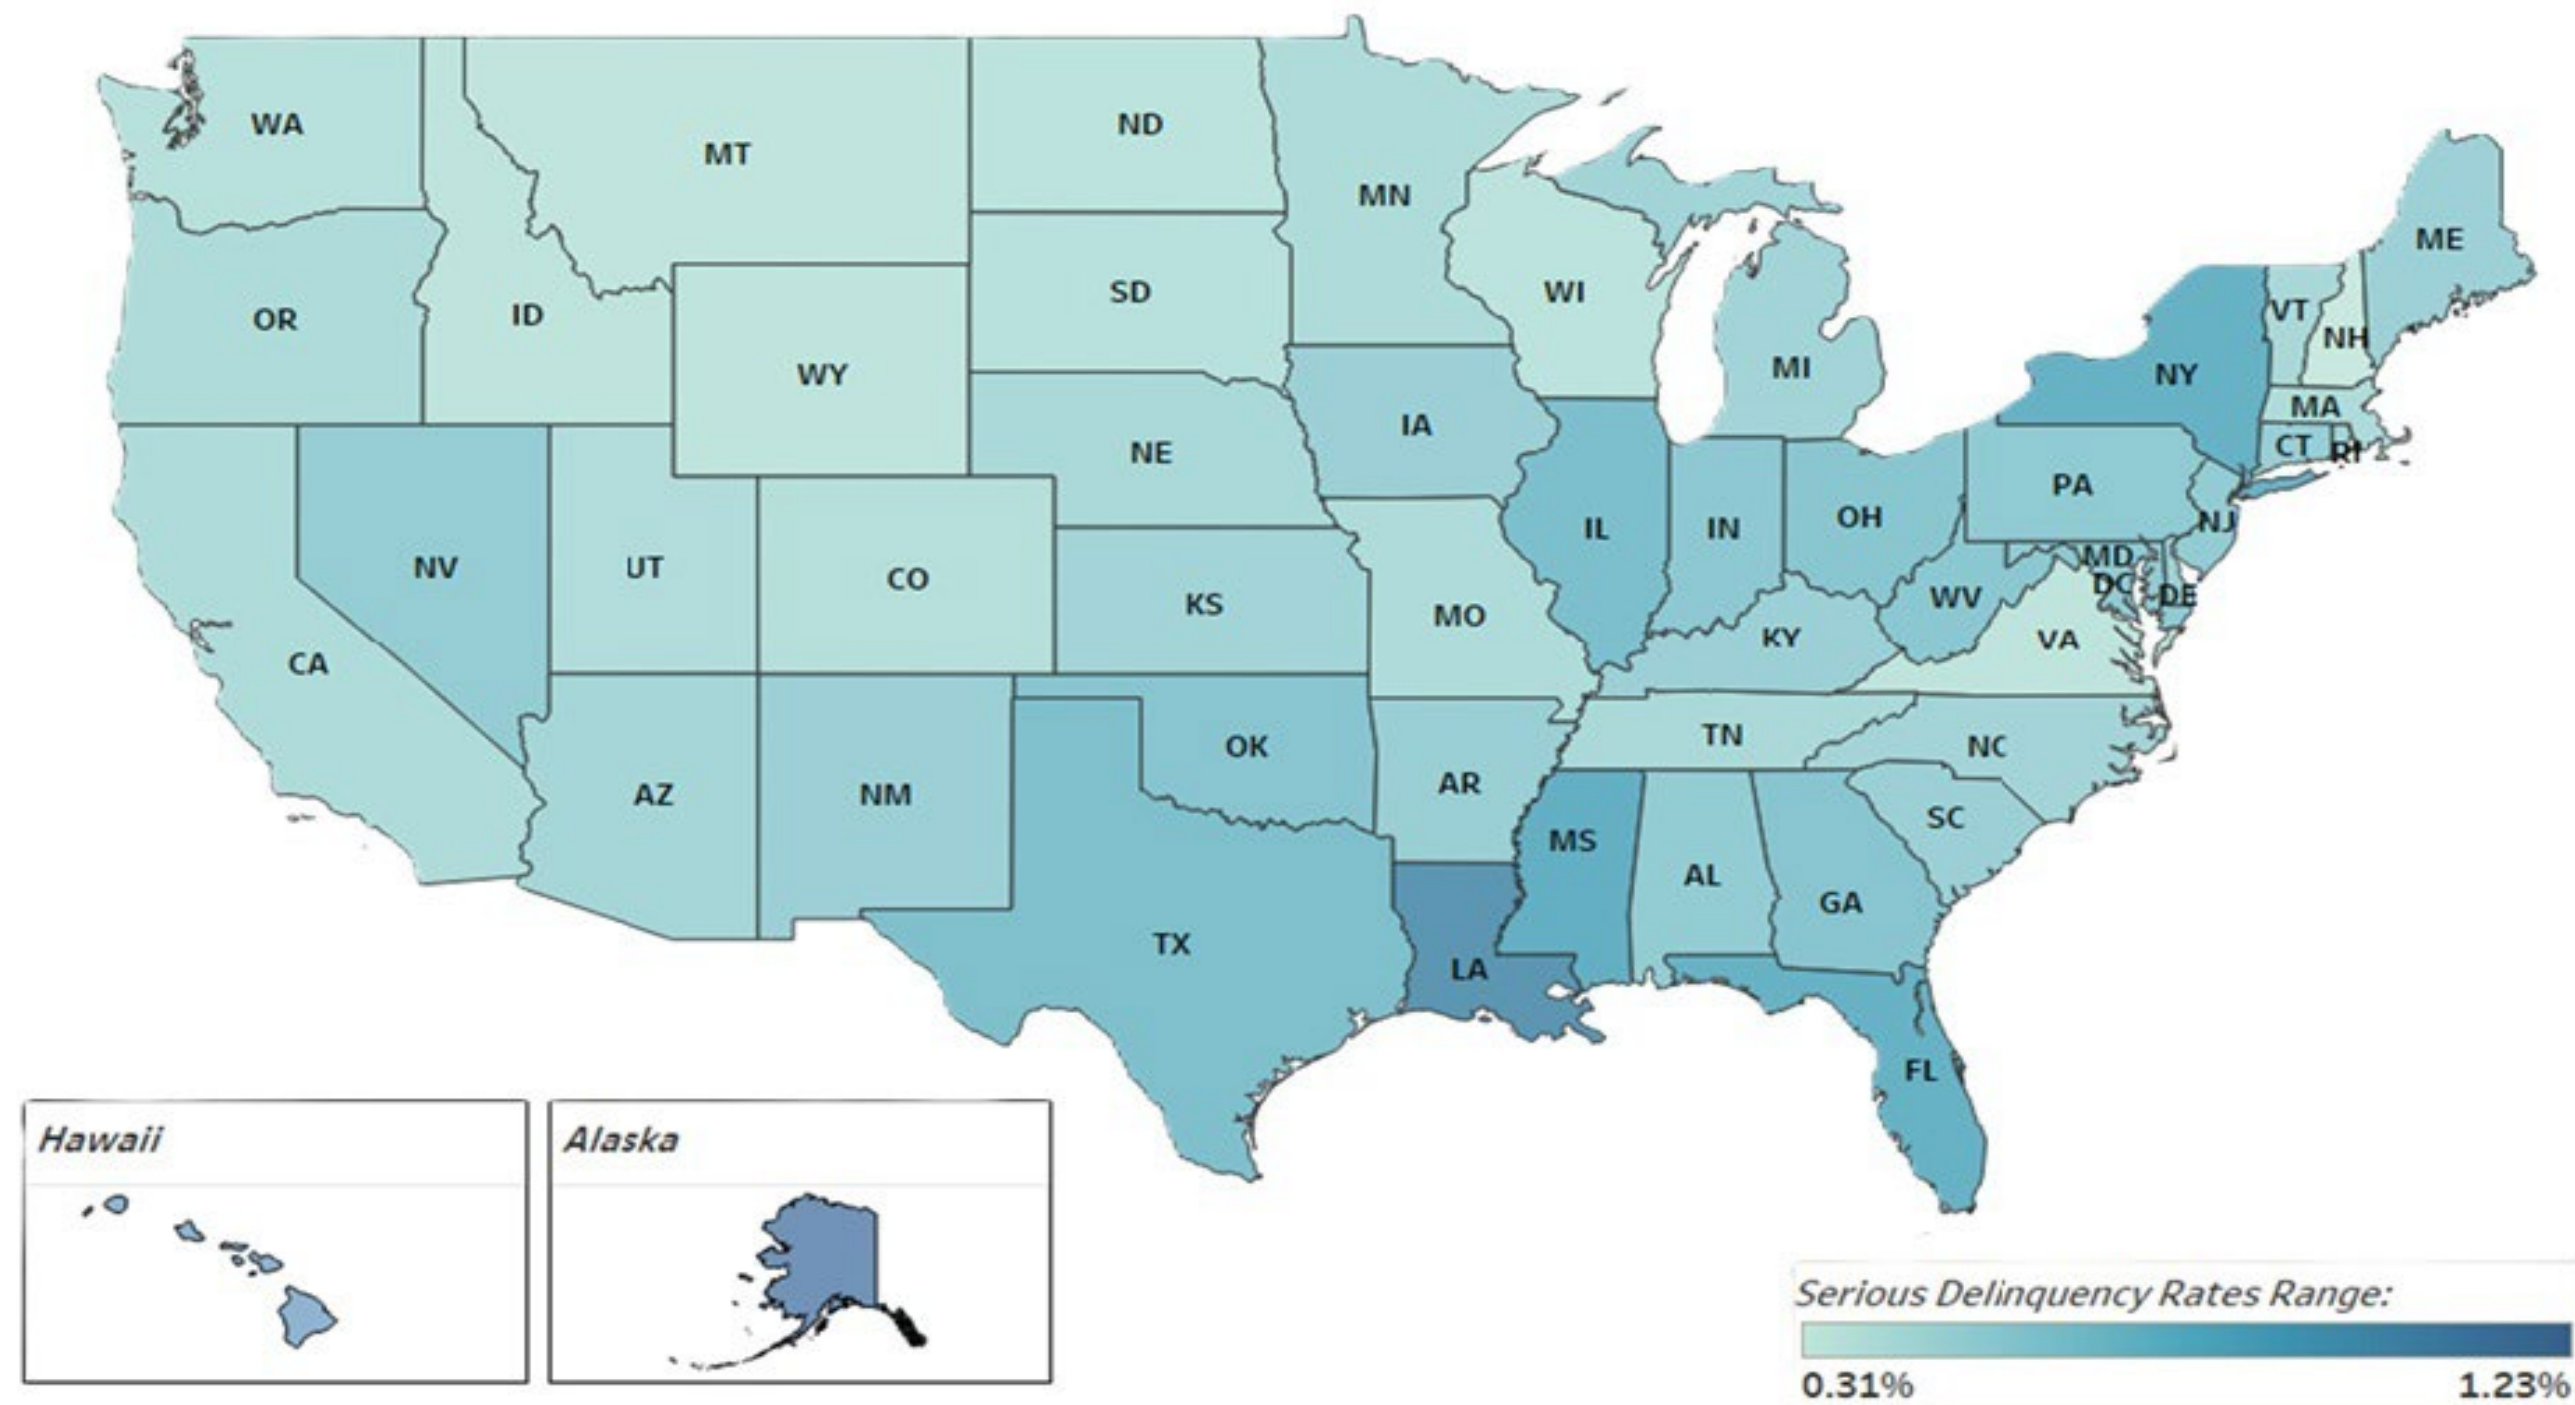 WA
MT
ND
MN
OR
ID
SD
WI
WY
MI
NY
VT
NH
ME
MA
CT
RI
NV
UT
CO
NE
IA
IL
IN
OH
PA
NJ
CA
KS
MO
KY
WV
MD
DC
DE
VA
AZ
NM
OK
AR
TN
NC
SC
TX
LA
MS
AL
GA
FL
Hawaii
Alaska
Serious Delinquency Rates Range:
0.31% 1.23%